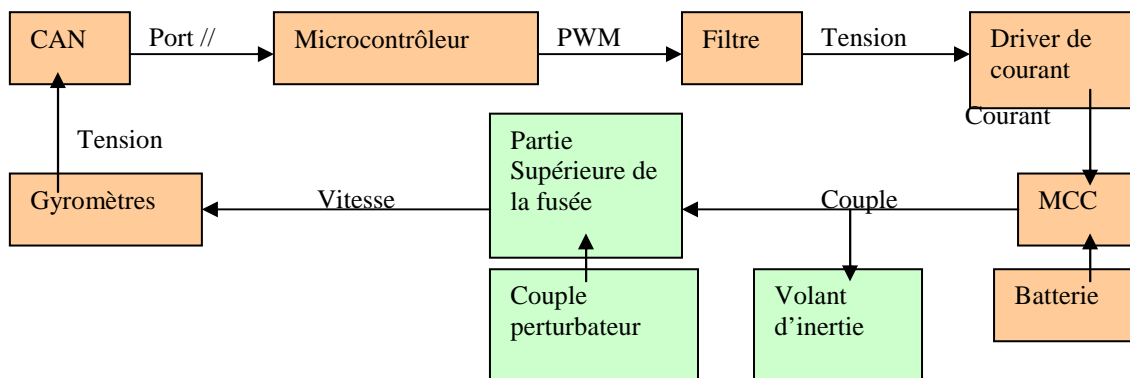 CAN
Port //
Microcontrôleur
PWM
Filtre
Tension
Driver de
courant
Courant
Tension
Partie
Supérieure de
la fusée
Gyromètres
Vitesse
Couple
MCC
Couple
perturbateur
Volant
d’inertie
Batterie